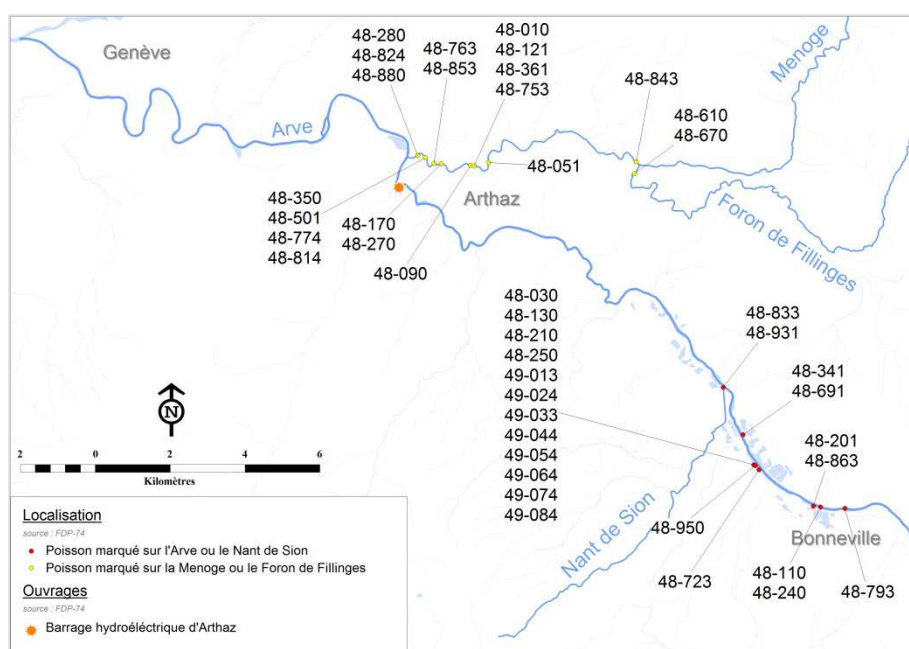 Genève
48-280
48-824
48-880
48-763
48-853
48-010
48-121
48-361
48-753
Menoge
48-843
48-610
48-670
Arve
48-051
48-350
48-501
48-774
48-814
48-170
48-270
48-090
Arthaz
Foron de Fillinges
48-030
48-130
48-210
48-250
49-013
49-024
49-033
49-044
49-054
49-064
49-074
49-084
48-833
48-931
48-341
48-691
48-201
48-863
48-950
48-723
Nant de Sion
Bonneville
48-110
48-240
48-793
N
2 0 2 4 6
Kilomètres
Localisation
source : FDP-74
Poisson marqué sur l'Arve ou le Nant de Sion
Poisson marqué sur la Menoge ou le Foron de Fillinges
Ouvrages
source : FDP-74
Barrage hydroéléctrique d'Arthaz